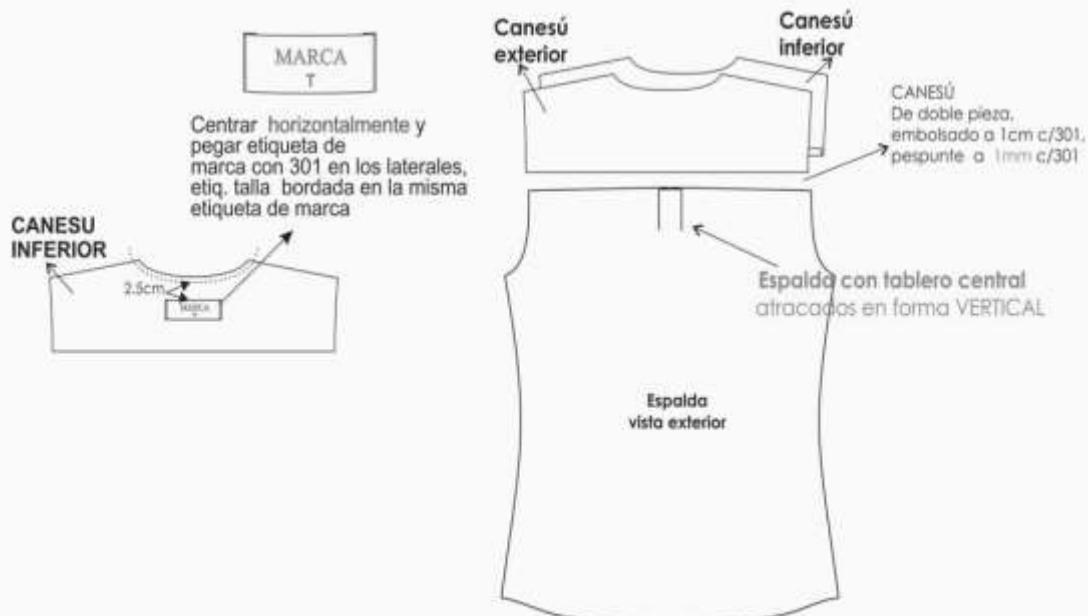 MARCA
T
Centrar horizontalmente y
pegar etiqueta de
marca con 301 en los laterales,
etiq. talla bordada en la misma
etiqueta de marca
CANESU
INFERIOR
2.5cm
MARCA
T
Canesú
exterior
Canesú
inferior
CANESÚ
De doble pieza,
embolsado a 1cm c/301,
pespunte a 1mm c/301
Espalda con tablero central
atracados en forma VERTICAL
Espalda
vista exterior